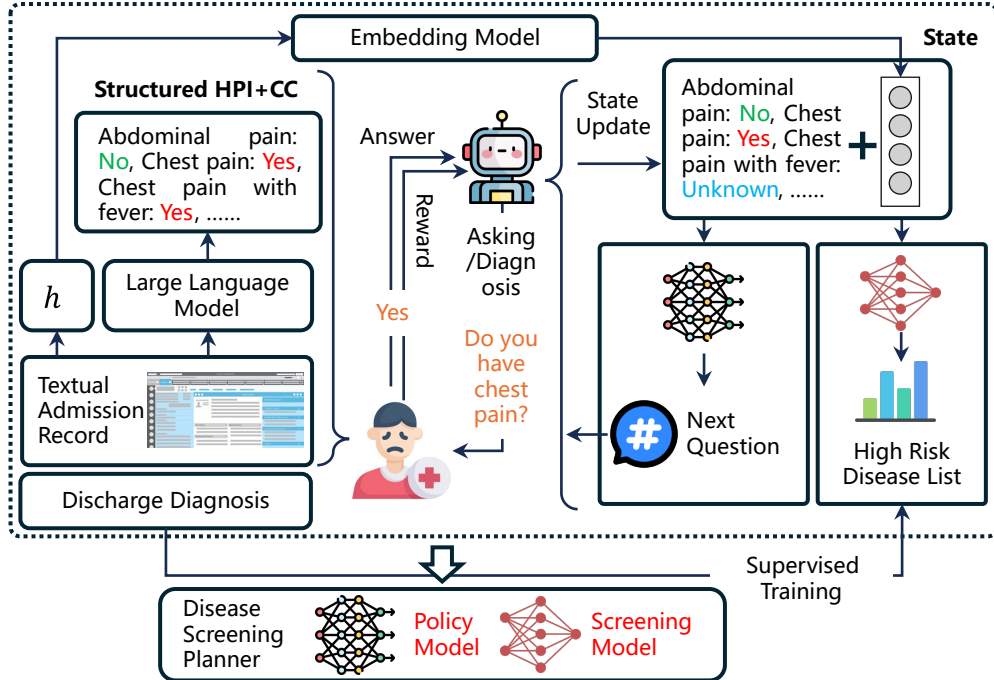 Embedding Model
State
Structured HPI+CC
Abdominal pain:
No, Chest pain: Yes,
Chest pain with
fever: Yes, ......
Answer
Reward
State
Update
Abdominal
pain: No, Chest
pain: Yes, Chest
pain with fever:
Unknown, ......
+
Asking
/Diagn
osis
h
Large Language
Model
Yes
Do you
have
chest
pain?
Textual
Admission
Record
#
Next
Question
High Risk
Disease List
Discharge Diagnosis
Supervised
Training
Disease
Screening
Planner
Policy
Model
Screening
Model